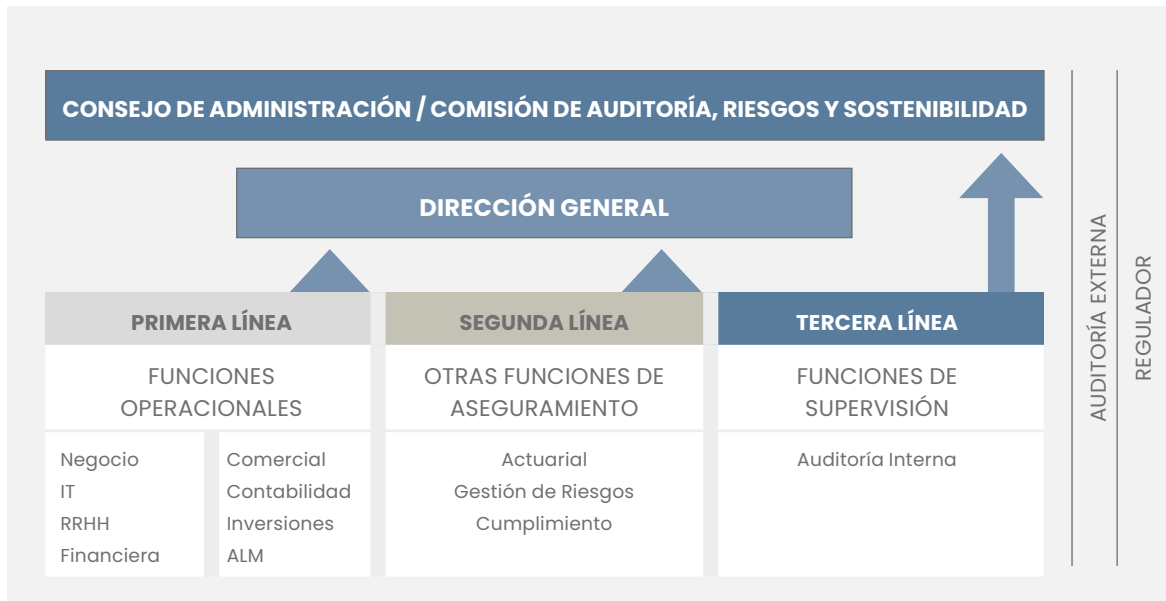 CONSEJO DE ADMINISTRACIÓN / COMISIÓN DE AUDITORÍA, RIESGOS Y SOSTENIBILIDAD
DIRECCIÓN GENERAL
PRIMERA LÍNEA
FUNCIONES
OPERACIONALES
Negocio
IT
RRHH
Financiera
Comercial
Contabilidad
Inversiones
ALM
SEGUNDA LÍNEA
OTRAS FUNCIONES DE
ASEGURAMIENTO
Actuarial
Gestión de Riesgos
Cumplimiento
TERCERA LÍNEA
FUNCIONES DE
SUPERVISIÓN
Auditoría Interna
AUDITORÍA EXTERNA
REGULADOR